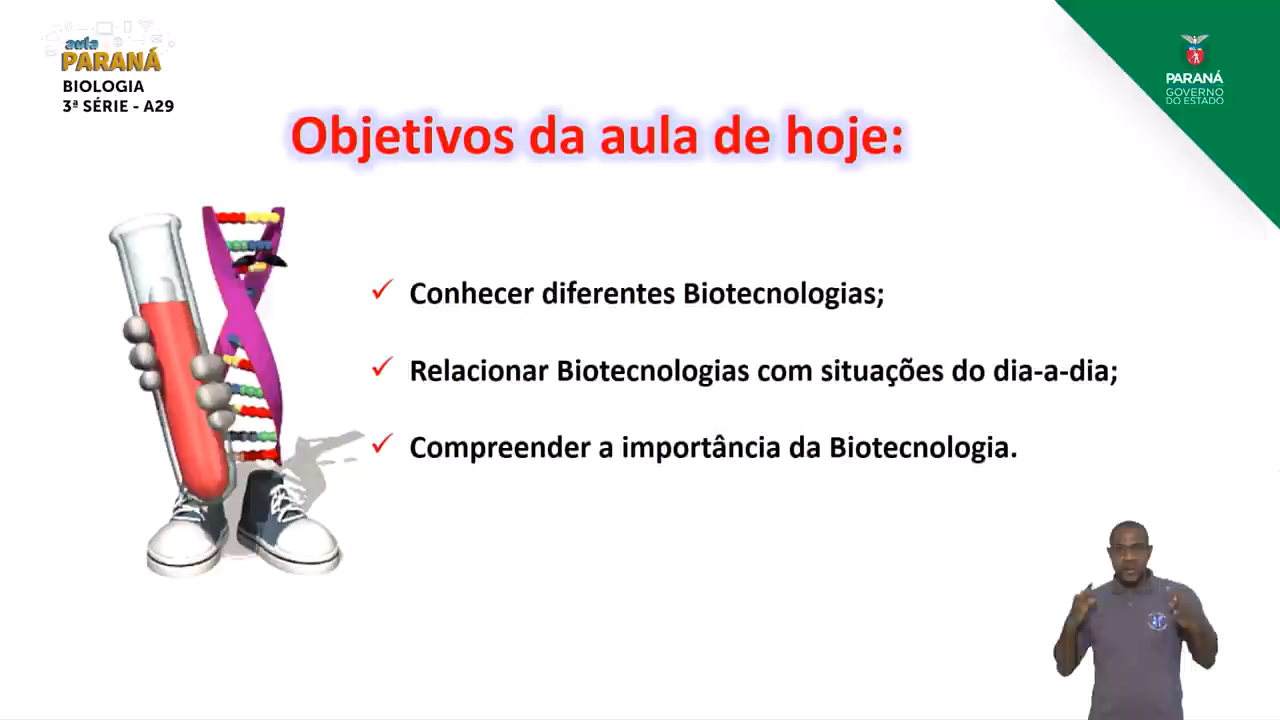 aula
PARANÁ
BIOLOGIA
3ª SÉRIE - A29
PARANÁ
GOVERNO
DO ESTADO
Objetivos da aula de hoje:
✓ Conhecer diferentes Biotecnologias;
✓ Relacionar Biotecnologias com situações do dia-a-dia;
✓ Compreender a importância da Biotecnologia.